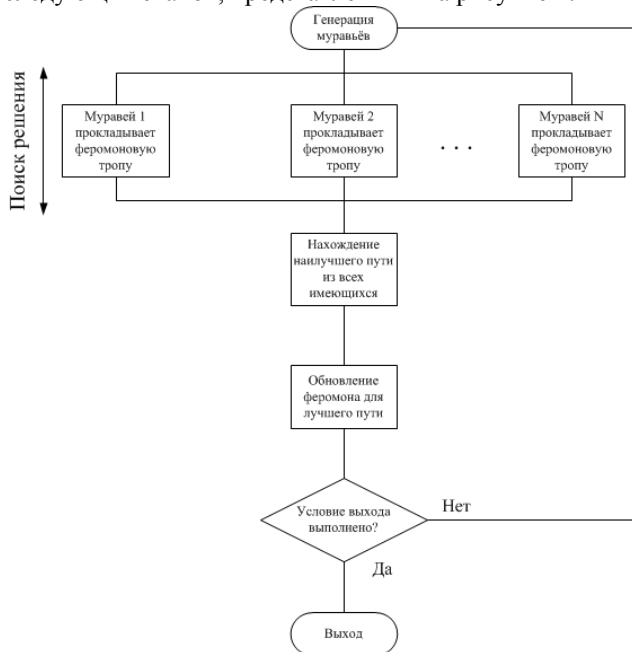 Генерация
муравьёв
Поиск решения
Муравей 1
прокладывает
феромоновую
тропу
Муравей 2
прокладывает
феромоновую
тропу
. . .
Муравей N
прокладывает
феромоновую
тропу
Нахождение
наилучшего пути
из всех
имеющихся
Обновление
феромона для
лучшего пути
Условие выхода
выполнено?
Нет
Да
Выход